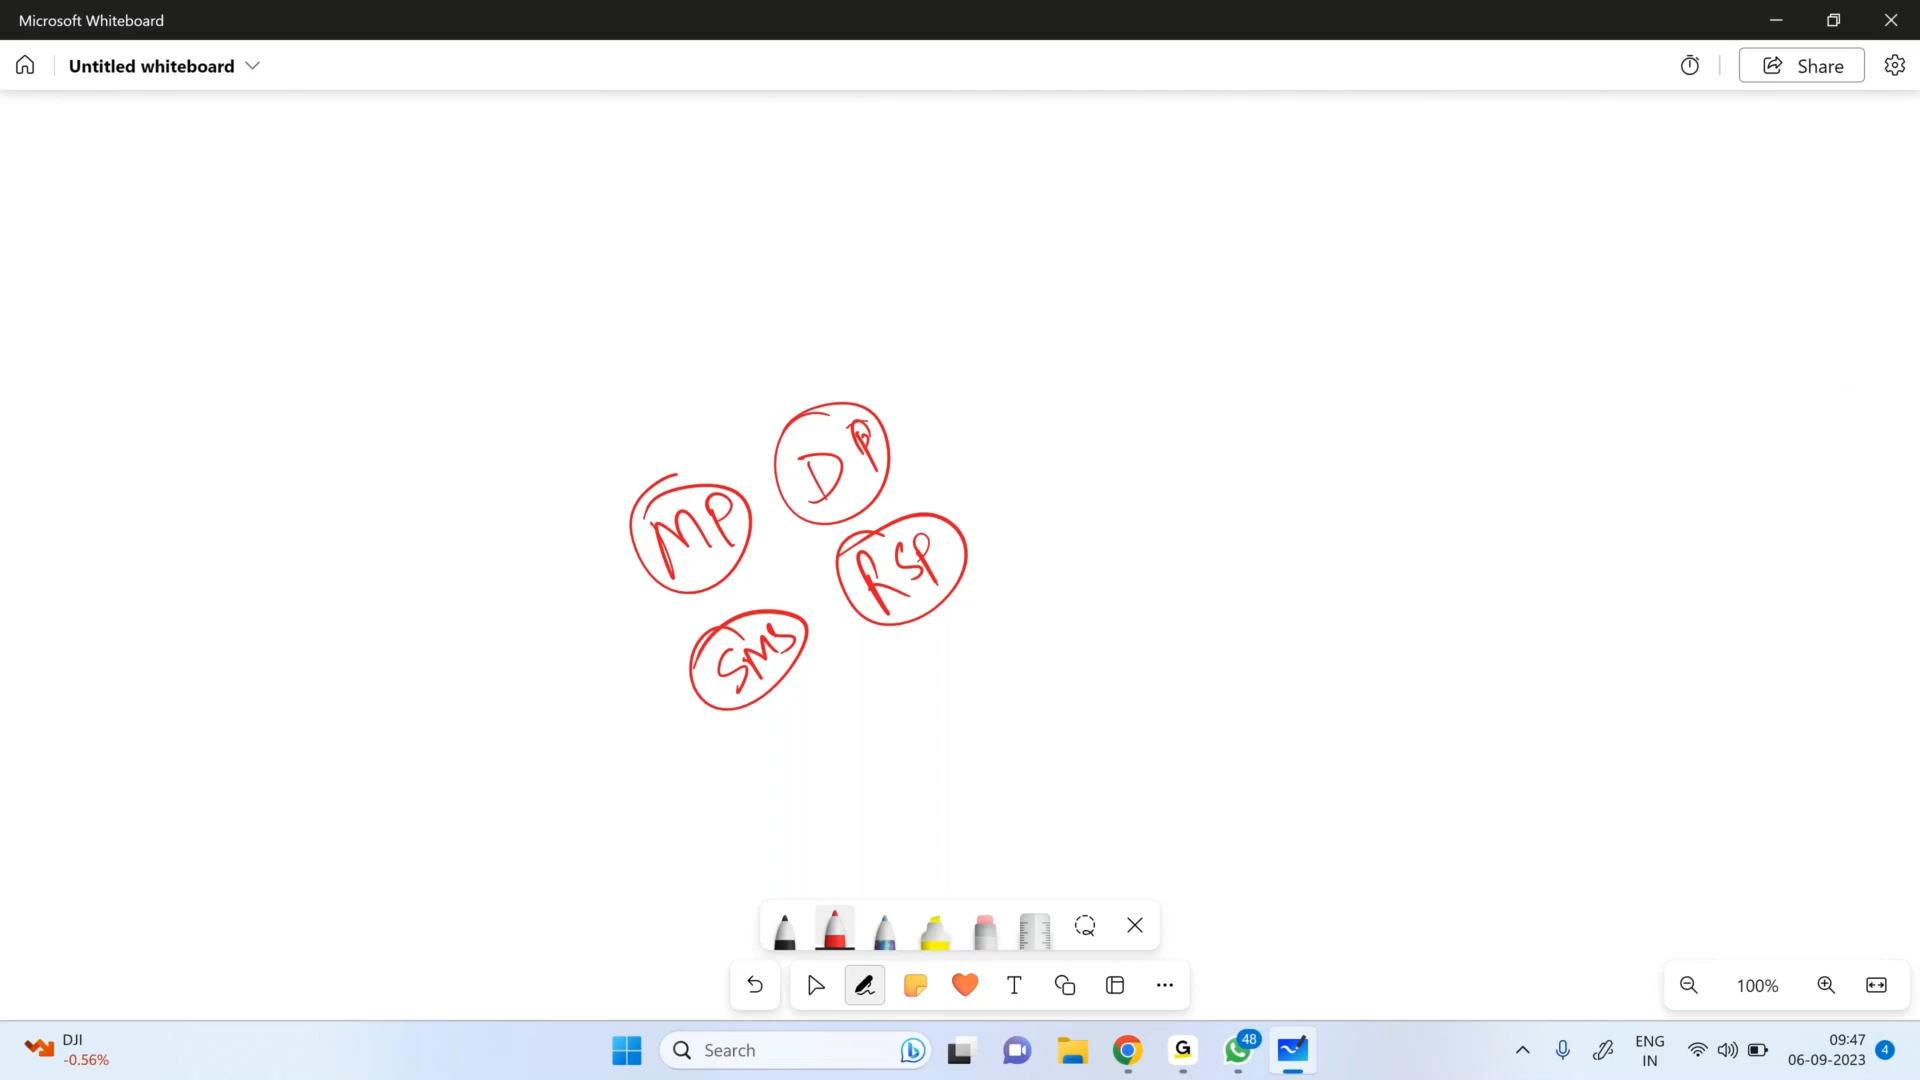 Microsoft Whiteboard
Untitled whiteboard
Share
DP
MP
RSP
SMS
T
100%
DJI
-0.56%
Search
G
48
ENG
IN
09:47
06-09-2023
4